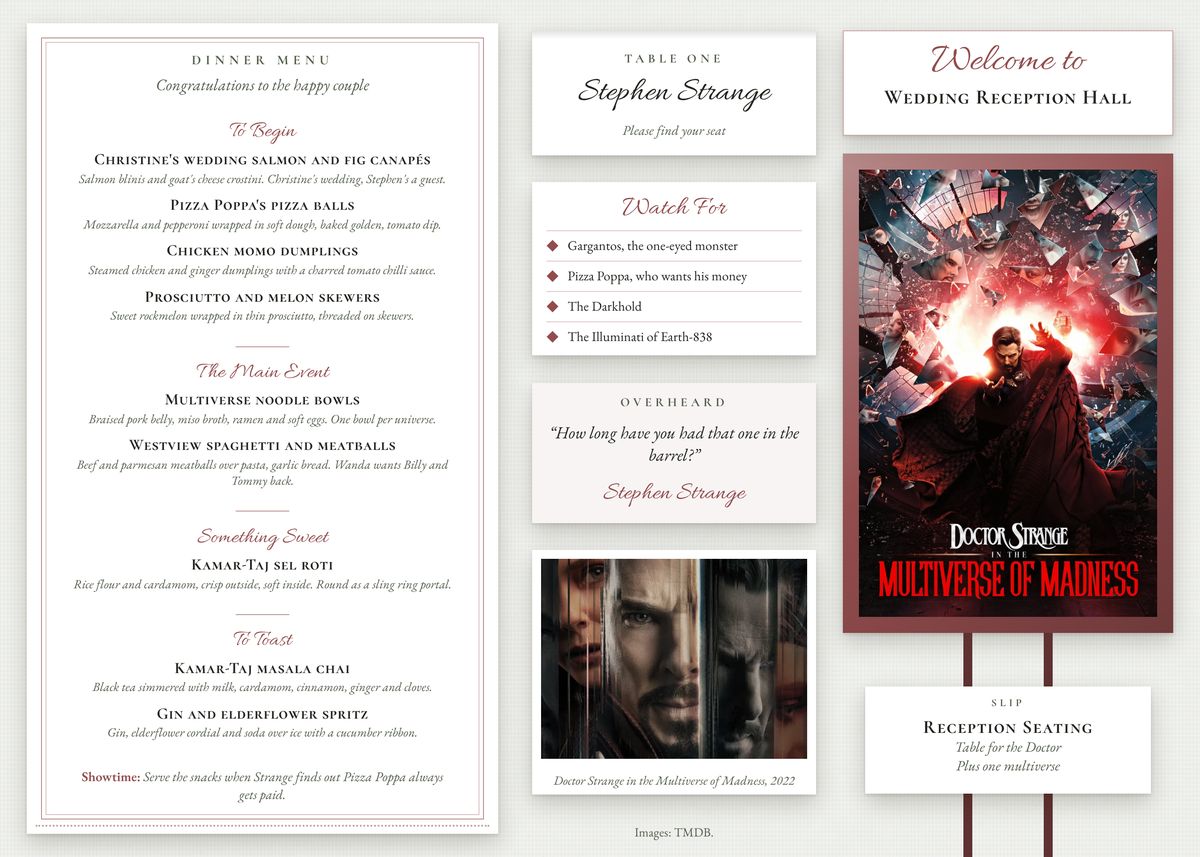 DINNER MENU
Congratulations to the happy couple
To Begin
Christine's wedding salmon and fig canapés
Salmon blinis and goat's cheese crostini. Christine's wedding, Stephen's a guest.
Pizza Poppa's pizza balls
Mozzarella and pepperoni wrapped in soft dough, baked golden, tomato dip.
Chicken momo dumplings
Steamed chicken and ginger dumplings with a charred tomato chilli sauce.
Prosciutto and melon skewers
Sweet rockmelon wrapped in thin prosciutto, threaded on skewers.
The Main Event
Multiverse noodle bowls
Braised pork belly, miso broth, ramen and soft eggs. One bowl per universe.
Westview spaghetti and meatballs
Beef and parmesan meatballs over pasta, garlic bread. Wanda wants Billy and
Tommy back.
Something Sweet
Kamar-Taj sel roti
Rice flour and cardamom, crisp outside, soft inside. Round as a sling ring portal.
To Toast
Kamar-Taj masala chai
Black tea simmered with milk, cardamom, cinnamon, ginger and cloves.
Gin and elderflower spritz
Gin, elderflower cordial and soda over ice with a cucumber ribbon.
Showtime: Serve the snacks when Strange finds out Pizza Poppa always
gets paid.
TABLE ONE
Stephen Strange
Please find your seat
Watch For
Gargantos, the one-eyed monster
Pizza Poppa, who wants his money
The Darkhold
The Illuminati of Earth-838
OVERHEARD
“How long have you had that one in the
barrel?”
Stephen Strange
Doctor Strange in the Multiverse of Madness, 2022
Images: TMDB.
Welcome to
Wedding Reception Hall
DOCTOR STRANGE
IN THE
MULTIVERSE OF MADNESS
SLIP
Reception Seating
Table for the Doctor
Plus one multiverse